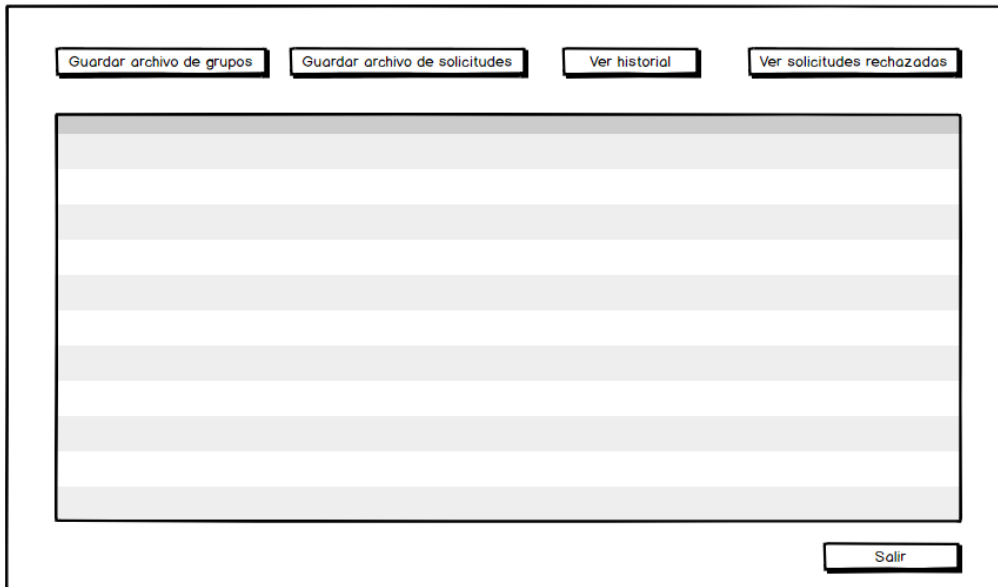 Guardar archivo de grupos
Guardar archivo de solicitudes
Ver historial
Ver solicitudes rechazadas
Salir